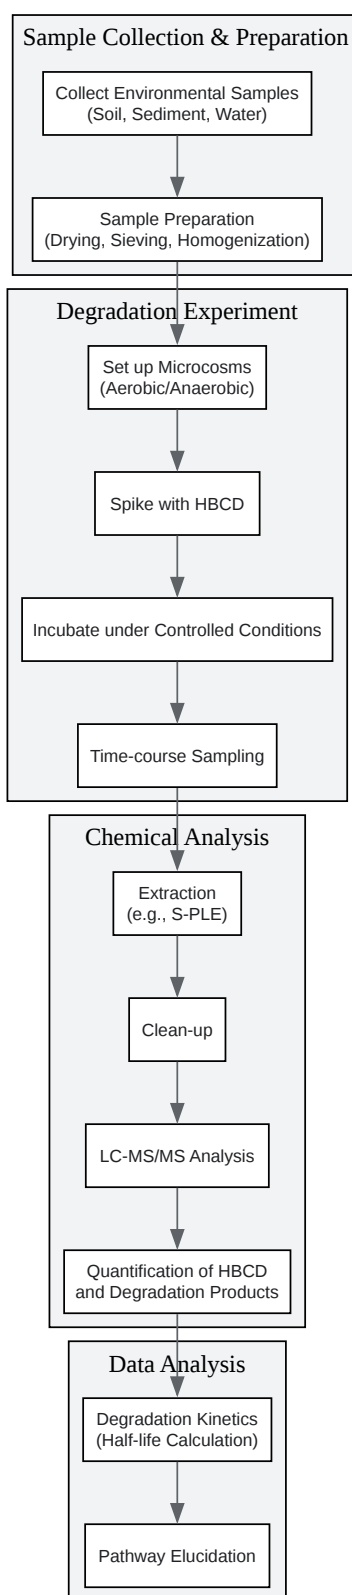 Sample Collection & Preparation
Collect Environmental Samples
(Soil, Sediment, Water)
Sample Preparation
(Drying, Sieving, Homogenization)
Degradation Experiment
Set up Microcosms
(Aerobic/Anaerobic)
Spike with HBCD
Incubate under Controlled Conditions
Time-course Sampling
Chemical Analysis
Extraction
(e.g., S-PLE)
Clean-up
LC-MS/MS Analysis
Quantification of HBCD
and Degradation Products
Data Analysis
Degradation Kinetics
(Half-life Calculation)
Pathway Elucidation